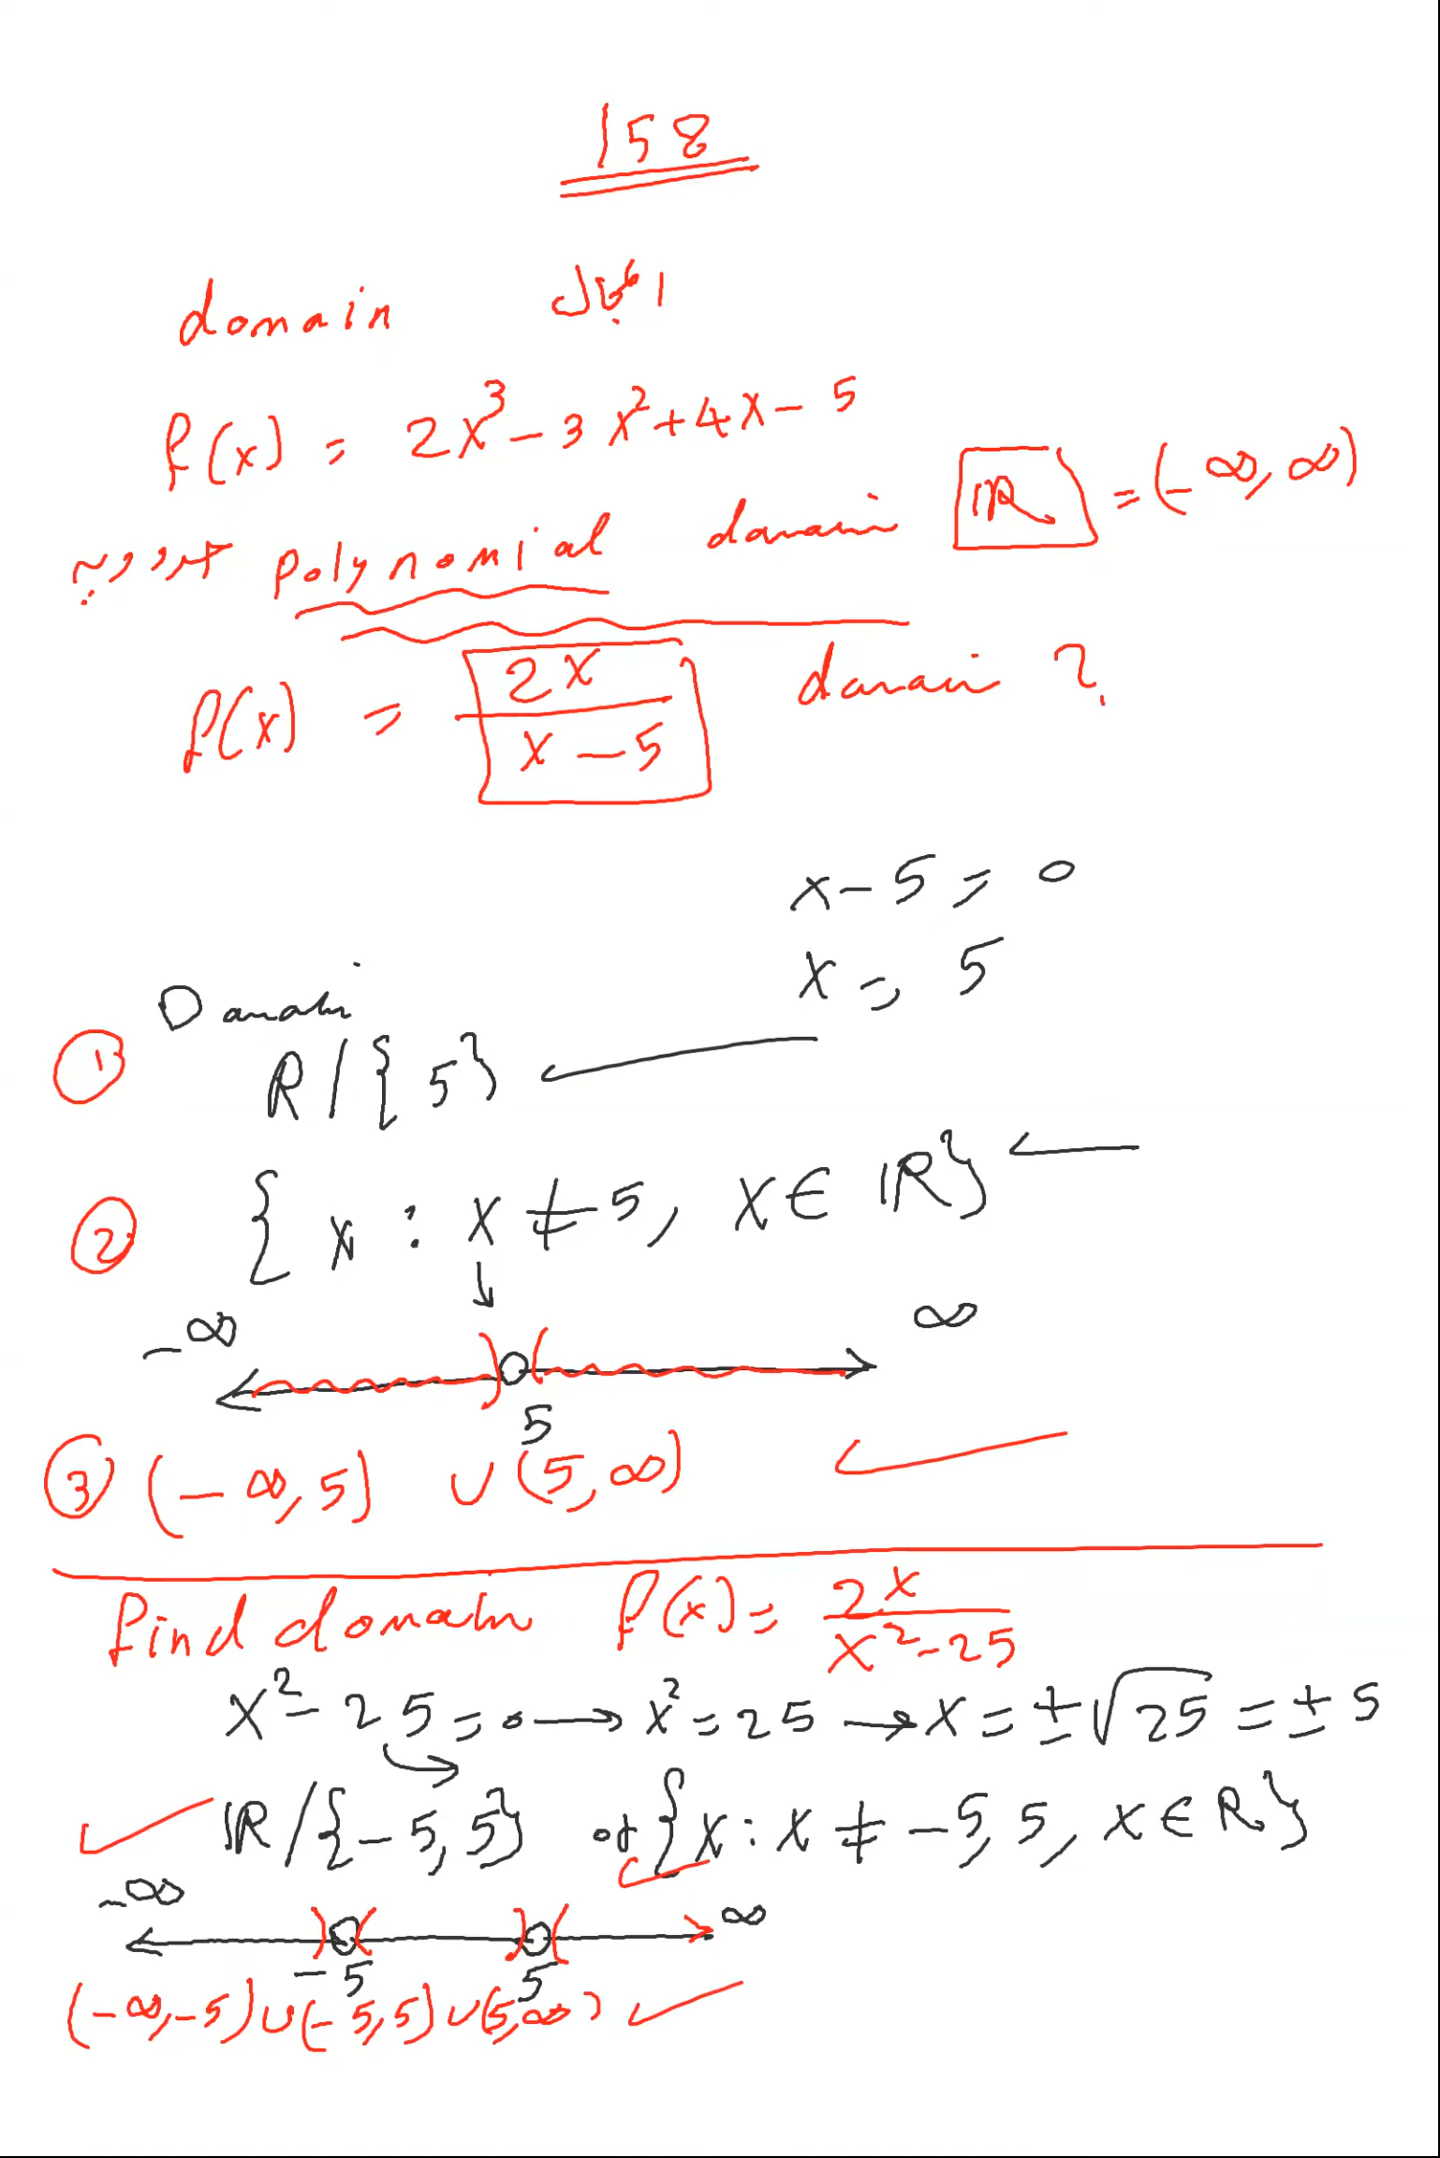 158
domain المجال
f(x) = 2x³ - 3x² + 4x - 5
حدودية polynomial domain ℝ = (-∞, ∞)
f(x) = 2x / x - 5 domain ?
x - 5 = 0
x = 5
Domain
① R / {5}
② {x : x ≠ 5, x ∈ ℝ}
-∞ ∞
5
③ (-∞, 5) ∪ (5, ∞)
find domain f(x) = 2x / x² - 25
x² - 25 = 0 → x² = 25 → x = ±√25 = ±5
ℝ / {-5, 5} or {x : x ≠ -5, 5, x ∈ R}
-∞ ∞
-5 5
(-∞, -5) ∪ (-5, 5) ∪ (5, ∞)